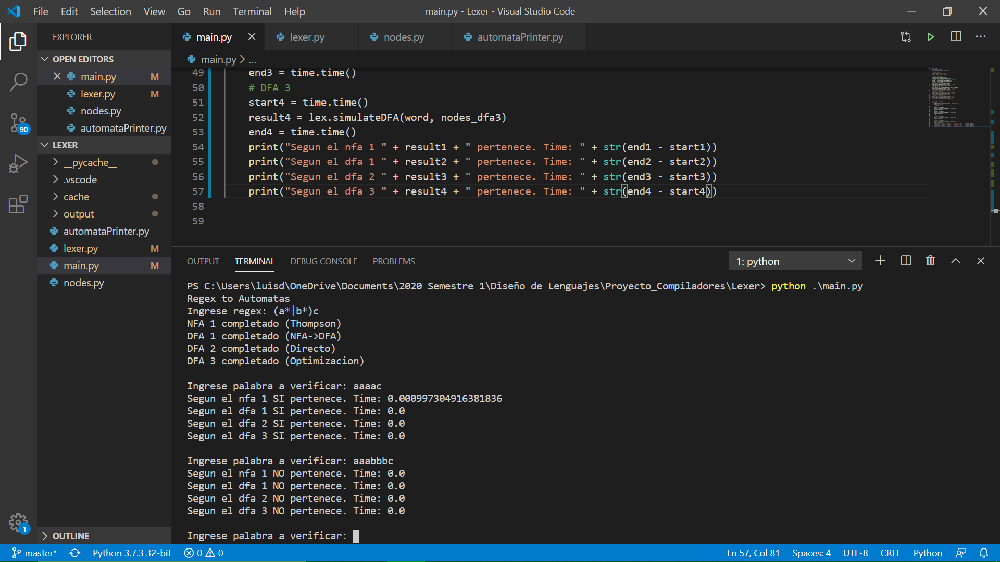 File Edit Selection View Go Run Terminal Help
main.py - Lexer - Visual Studio Code
EXPLORER
OPEN EDITORS
main.py M
lexer.py M
nodes.py
automataPrinter.py
LEXER
__pycache__
.vscode
cache
output
automataPrinter.py
lexer.py M
main.py M
nodes.py
OUTLINE
90
1
main.py lexer.py nodes.py automataPrinter.py
main.py > ...
49 end3 = time.time()
50 # DFA 3
51 start4 = time.time()
52 result4 = lex.simulateDFA(word, nodes_dfa3)
53 end4 = time.time()
54 print("Segun el nfa 1 " + result1 + " pertenece. Time: " + str(end1 - start1))
55 print("Segun el dfa 1 " + result2 + " pertenece. Time: " + str(end2 - start2))
56 print("Segun el dfa 2 " + result3 + " pertenece. Time: " + str(end3 - start3))
57 print("Segun el dfa 3 " + result4 + " pertenece. Time: " + str(end4 - start4))
58
59
OUTPUT TERMINAL DEBUG CONSOLE PROBLEMS
1: python
PS C:\Users\luisd\OneDrive\Documents\2020 Semestre 1\Diseño de Lenguajes\Proyecto_Compiladores\Lexer> python .\main.py
Regex to Automatas
Ingrese regex: (a*|b*)c
NFA 1 completado (Thompson)
DFA 1 completado (NFA->DFA)
DFA 2 completado (Directo)
DFA 3 completado (Optimizacion)
Ingrese palabra a verificar: aaaac
Segun el nfa 1 SI pertenece. Time: 0.000997304916381836
Segun el dfa 1 SI pertenece. Time: 0.0
Segun el dfa 2 SI pertenece. Time: 0.0
Segun el dfa 3 SI pertenece. Time: 0.0
Ingrese palabra a verificar: aaabbbc
Segun el nfa 1 NO pertenece. Time: 0.0
Segun el dfa 1 NO pertenece. Time: 0.0
Segun el dfa 2 NO pertenece. Time: 0.0
Segun el dfa 3 NO pertenece. Time: 0.0
Ingrese palabra a verificar:
master* Python 3.7.3 32-bit 0 0 Ln 57, Col 81 Spaces: 4 UTF-8 CRLF Python